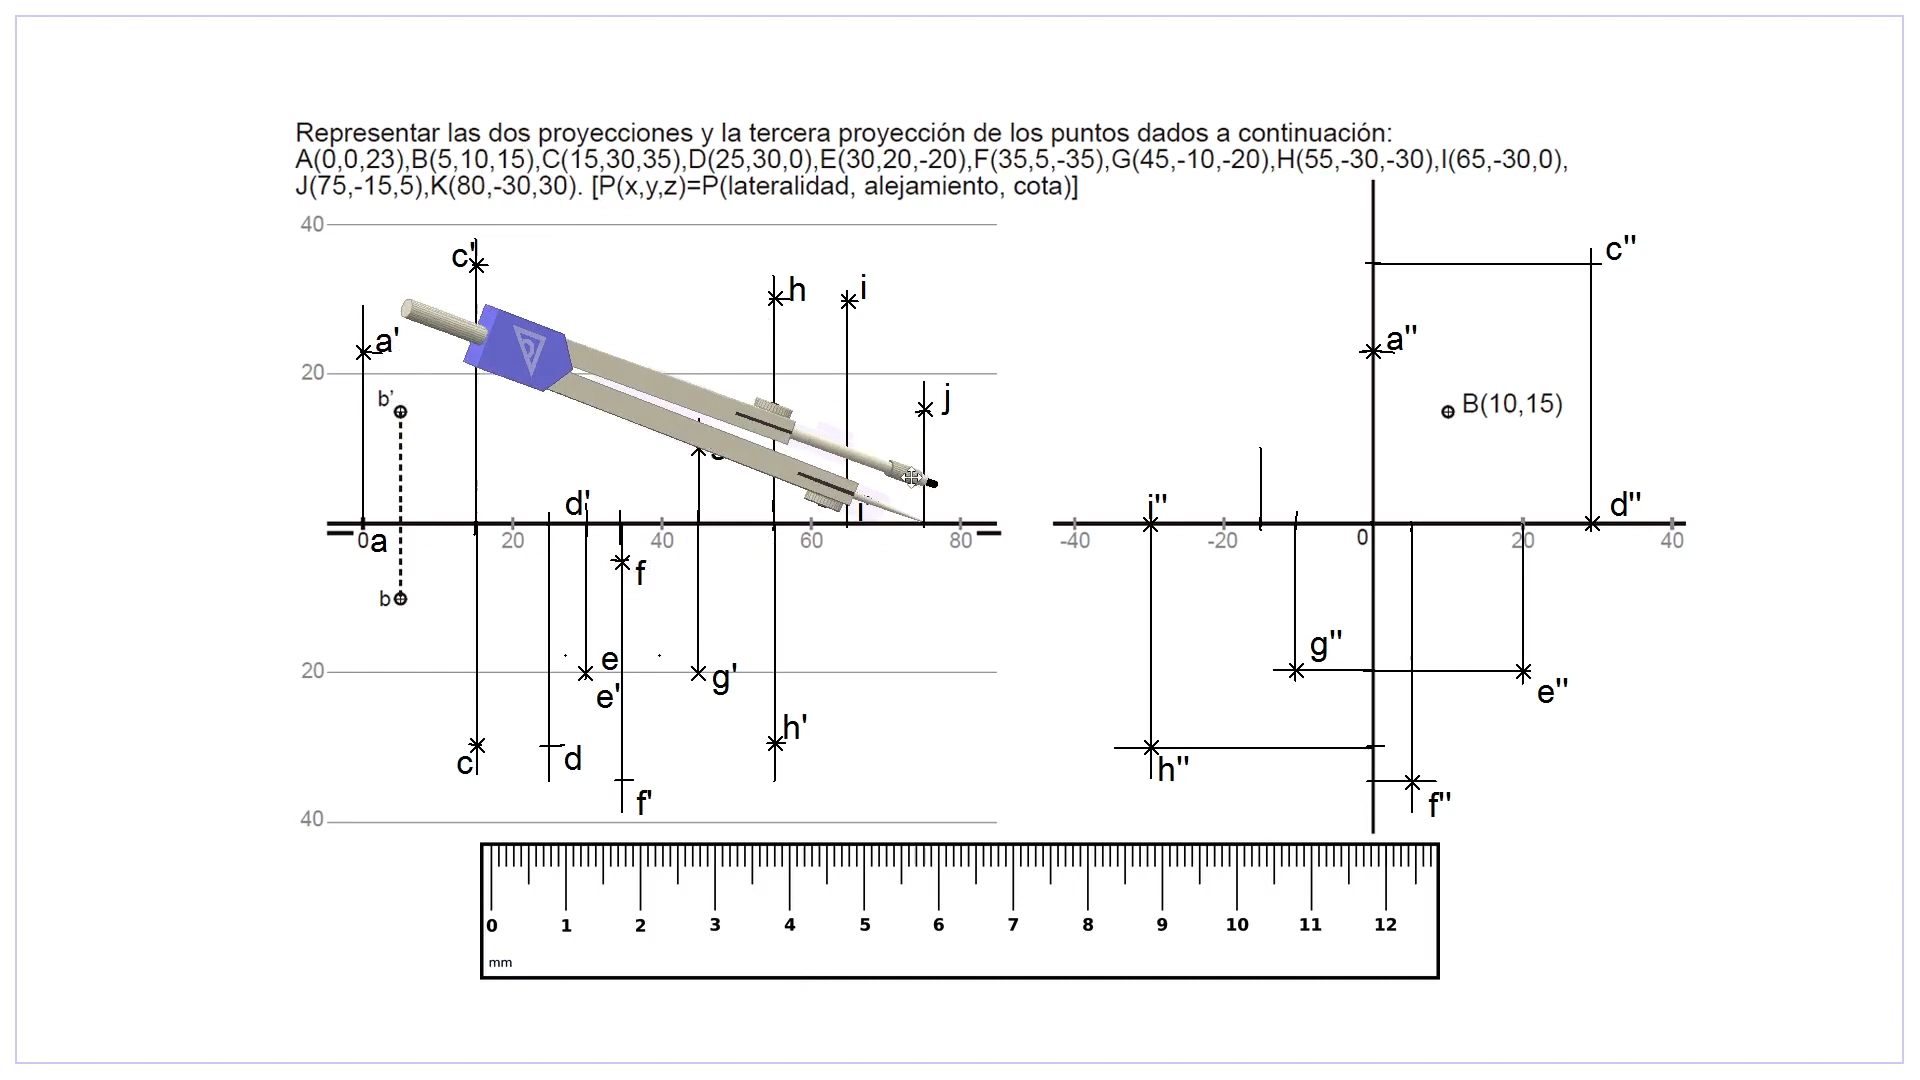 Representar las dos proyecciones y la tercera proyección de los puntos dados a continuación:
A(0,0,23),B(5,10,15),C(15,30,35),D(25,30,0),E(30,20,-20),F(35,5,-35),G(45,-10,-20),H(55,-30,-30),I(65,-30,0),
J(75,-15,5),K(80,-30,30). [P(x,y,z)=P(lateralidad, alejamiento, cota)]
40
c'
c''
h
i
a'
a''
20
b'
j
B(10,15)
d'
i''
d''
0
a
20
40
60
80
-40
-20
0
20
40
f
b
e
g''
20
g'
e'
e''
h'
c
d
h''
f'
f''
40
0 1 2 3 4 5 6 7 8 9 10 11 12
mm